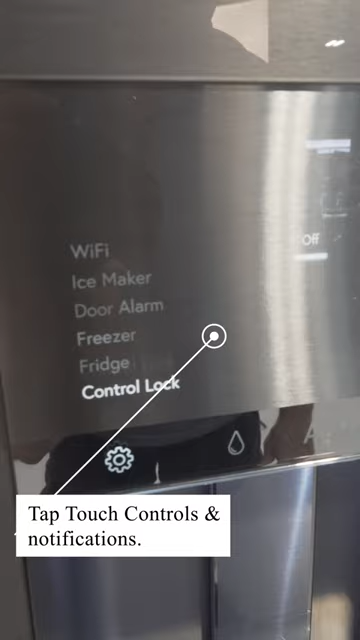 Off
WiFi
Ice Maker
Door Alarm
Freezer
Fridge
Control Lock
Tap Touch Controls &
notifications.